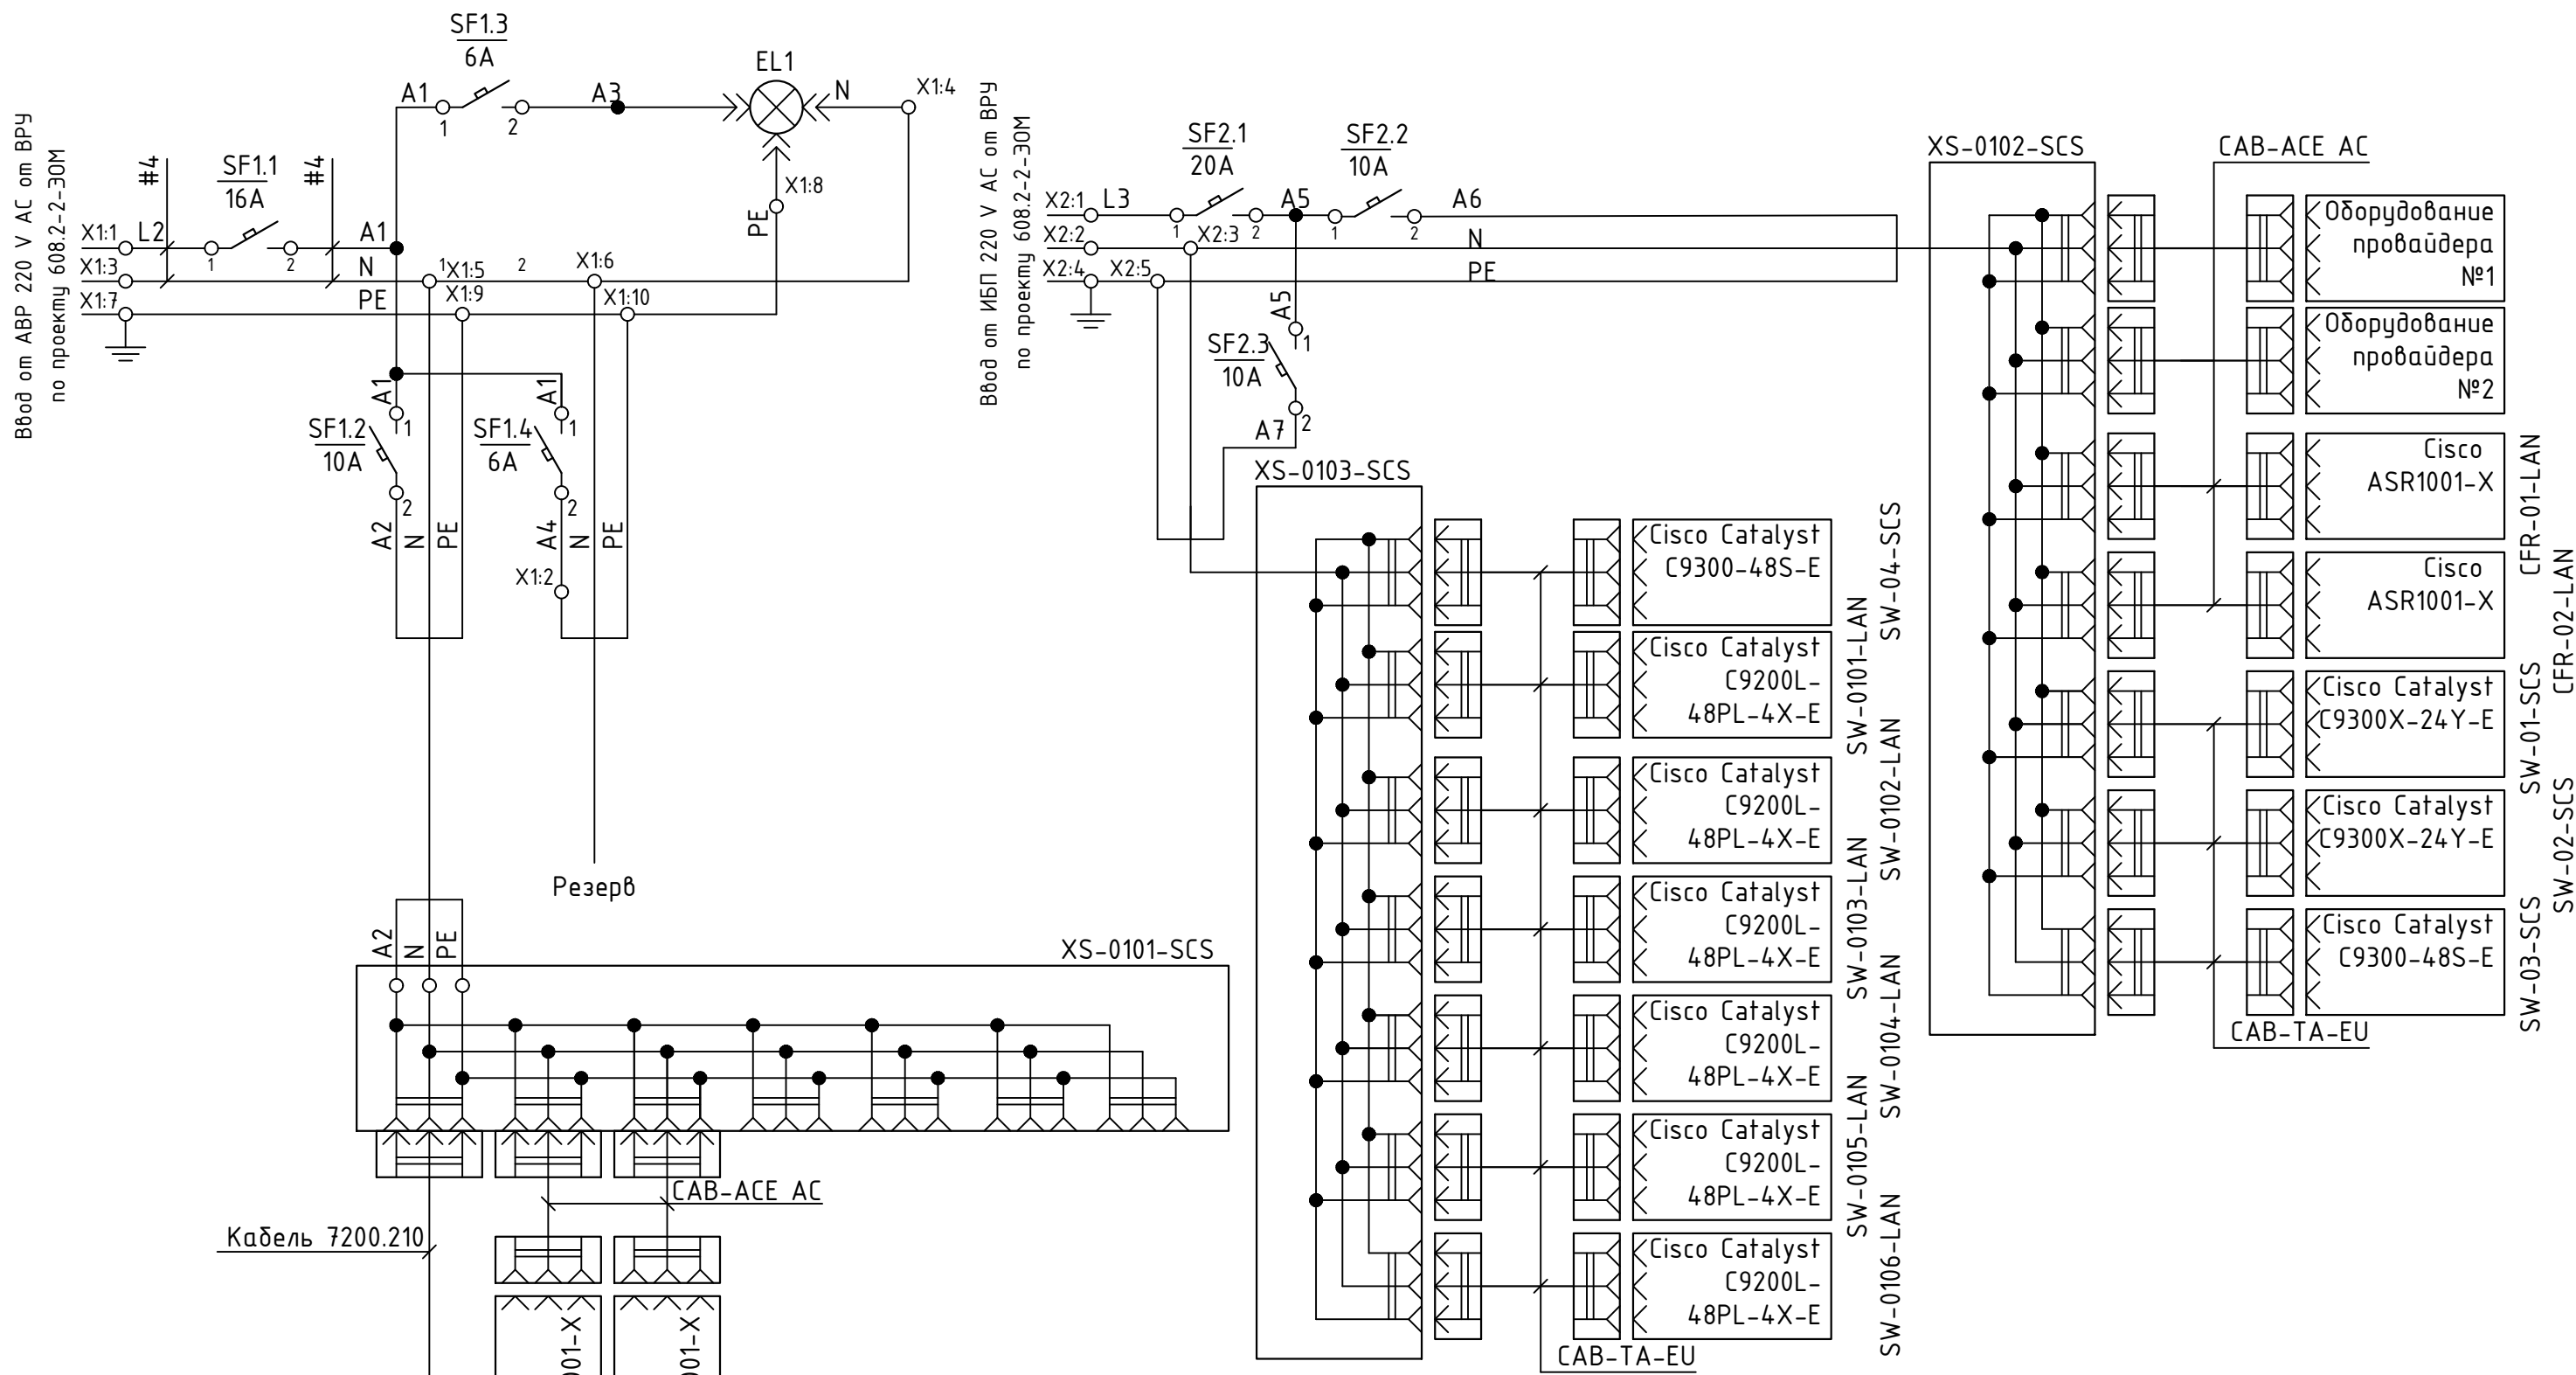 Ввод от АВР 220 V AC от ВРУ
по проекту 608.2-2-ЭОМ
SF1.3
6A
EL1
A1
1
2
A3
N
X1:4
#4
SF1.1
16A
#4
X1:8
PE
X1:1
L2
1
2
A1
X1:3
N
1
X1:5
2
X1:6
X1:7
PE
X1:9
X1:10
A1
A1
1
1
SF1.2
10A
SF1.4
6A
2
2
A2
N
PE
A4
N
PE
X1:2
Резерв
A2
N
PE
XS-0101-SCS
CAB-ACE AC
Кабель 7200.210
001-X
001-X
Ввод от ИБП 220 V AC от ВРУ
по проекту 608.2-2-ЭОМ
SF2.1
20A
SF2.2
10A
X2:1
L3
1
2
A5
1
2
A6
X2:2
X2:3
N
X2:4
X2:5
PE
A5
1
SF2.3
10A
2
A7
XS-0103-SCS
Cisco Catalyst
C9300-48S-E
SW-04-SCS
Cisco Catalyst
C9200L-
48PL-4X-E
SW-0101-LAN
Cisco Catalyst
C9200L-
48PL-4X-E
SW-0102-LAN
Cisco Catalyst
C9200L-
48PL-4X-E
SW-0103-LAN
Cisco Catalyst
C9200L-
48PL-4X-E
SW-0104-LAN
Cisco Catalyst
C9200L-
48PL-4X-E
SW-0105-LAN
Cisco Catalyst
C9200L-
48PL-4X-E
SW-0106-LAN
CAB-TA-EU
XS-0102-SCS
CAB-ACE AC
Оборудование
провайдера
№1
Оборудование
провайдера
№2
Cisco
ASR1001-X
CFR-01-LAN
Cisco
ASR1001-X
CFR-02-LAN
Cisco Catalyst
C9300X-24Y-E
SW-01-SCS
Cisco Catalyst
C9300X-24Y-E
SW-02-SCS
Cisco Catalyst
C9300-48S-E
SW-03-SCS
CAB-TA-EU